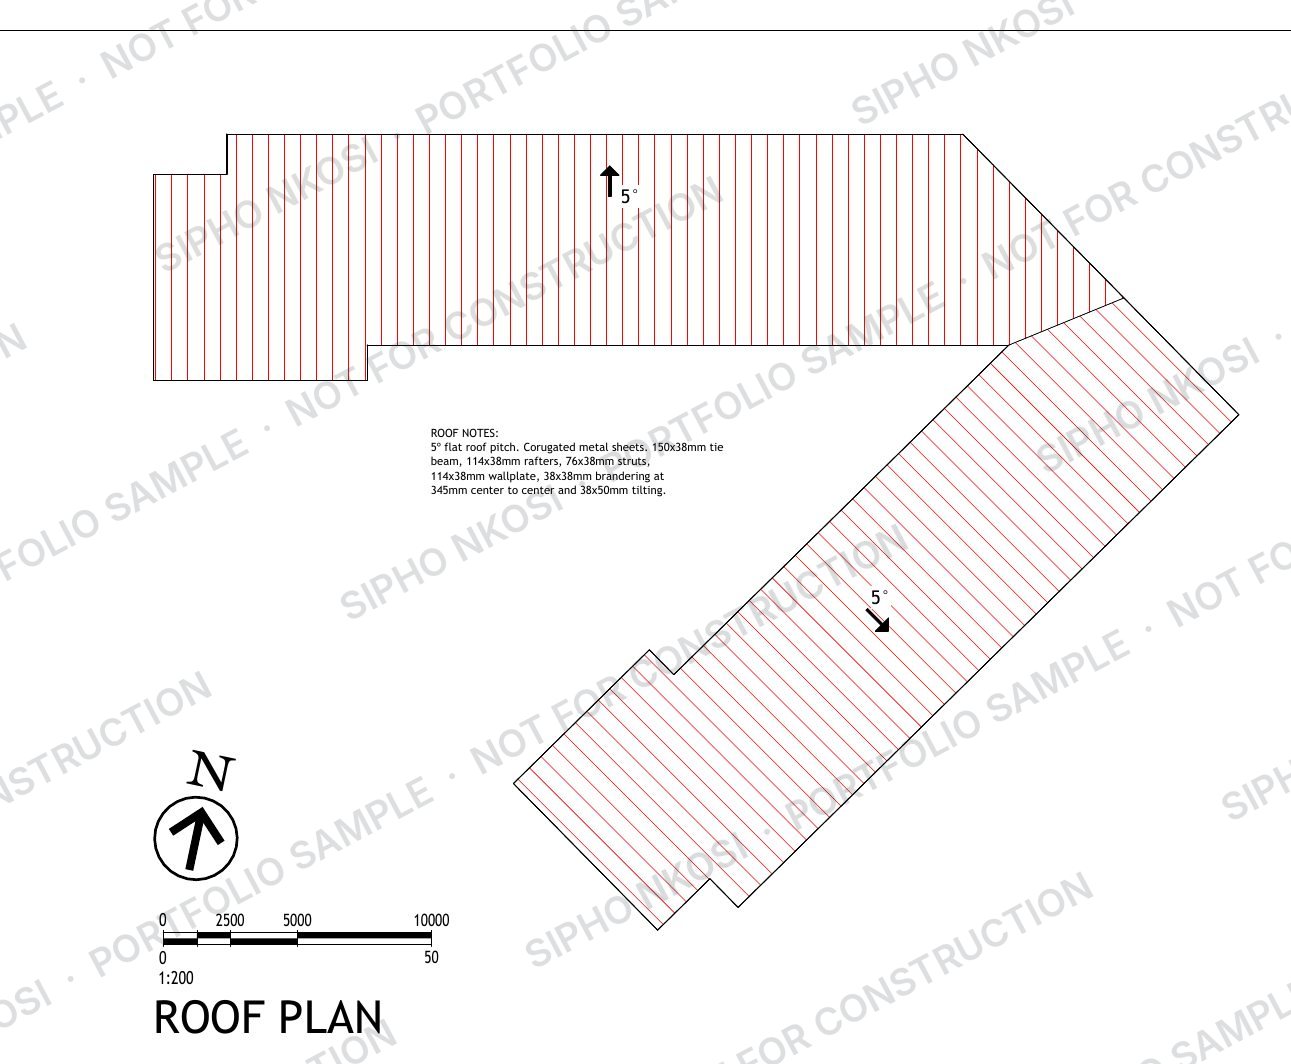 5°
ROOF NOTES:
5° flat roof pitch. Corugated metal sheets. 150x38mm tie
beam, 114x38mm rafters, 76x38mm struts,
114x38mm wallplate, 38x38mm brandering at
345mm center to center and 38x50mm tilting.
5°
N
0 2500 5000 10000
0 50
1:200
ROOF PLAN
SIPHO NKOSI · PORTFOLIO SAMPLE · NOT FOR CONSTRUCTION